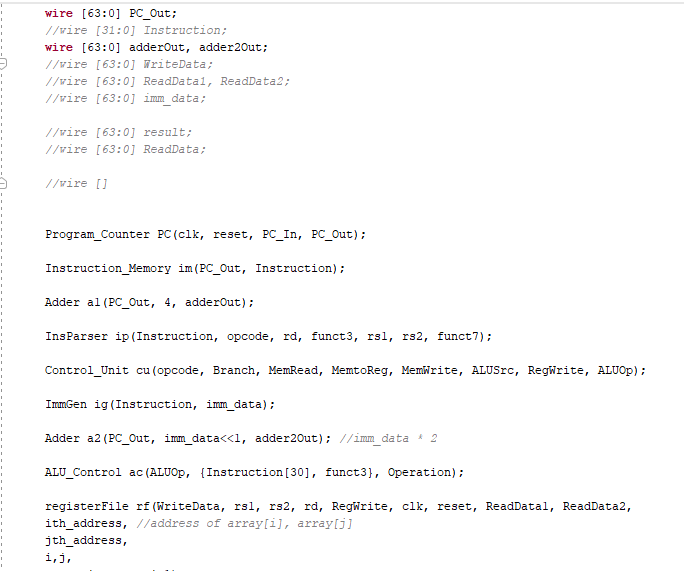 wire [63:0] PC_Out;
//wire [31:0] Instruction;
wire [63:0] adderOut, adder2Out;
//wire [63:0] WriteData;
//wire [63:0] ReadData1, ReadData2;
//wire [63:0] imm_data;
//wire [63:0] result;
//wire [63:0] ReadData;
//wire []
Program_Counter PC(clk, reset, PC_In, PC_Out);
Instruction_Memory im(PC_Out, Instruction);
Adder a1(PC_Out, 4, adderOut);
InsParser ip(Instruction, opcode, rd, funct3, rs1, rs2, funct7);
Control_Unit cu(opcode, Branch, MemRead, MemtoReg, MemWrite, ALUSrc, RegWrite, ALUOp);
ImmGen ig(Instruction, imm_data);
Adder a2(PC_Out, imm_data<<1, adder2Out); //imm_data * 2
ALU_Control ac(ALUOp, {Instruction[30], funct3}, Operation);
registerFile rf(WriteData, rs1, rs2, rd, RegWrite, clk, reset, ReadData1, ReadData2,
ith_address, //address of array[i], array[j]
jth_address,
i,j,